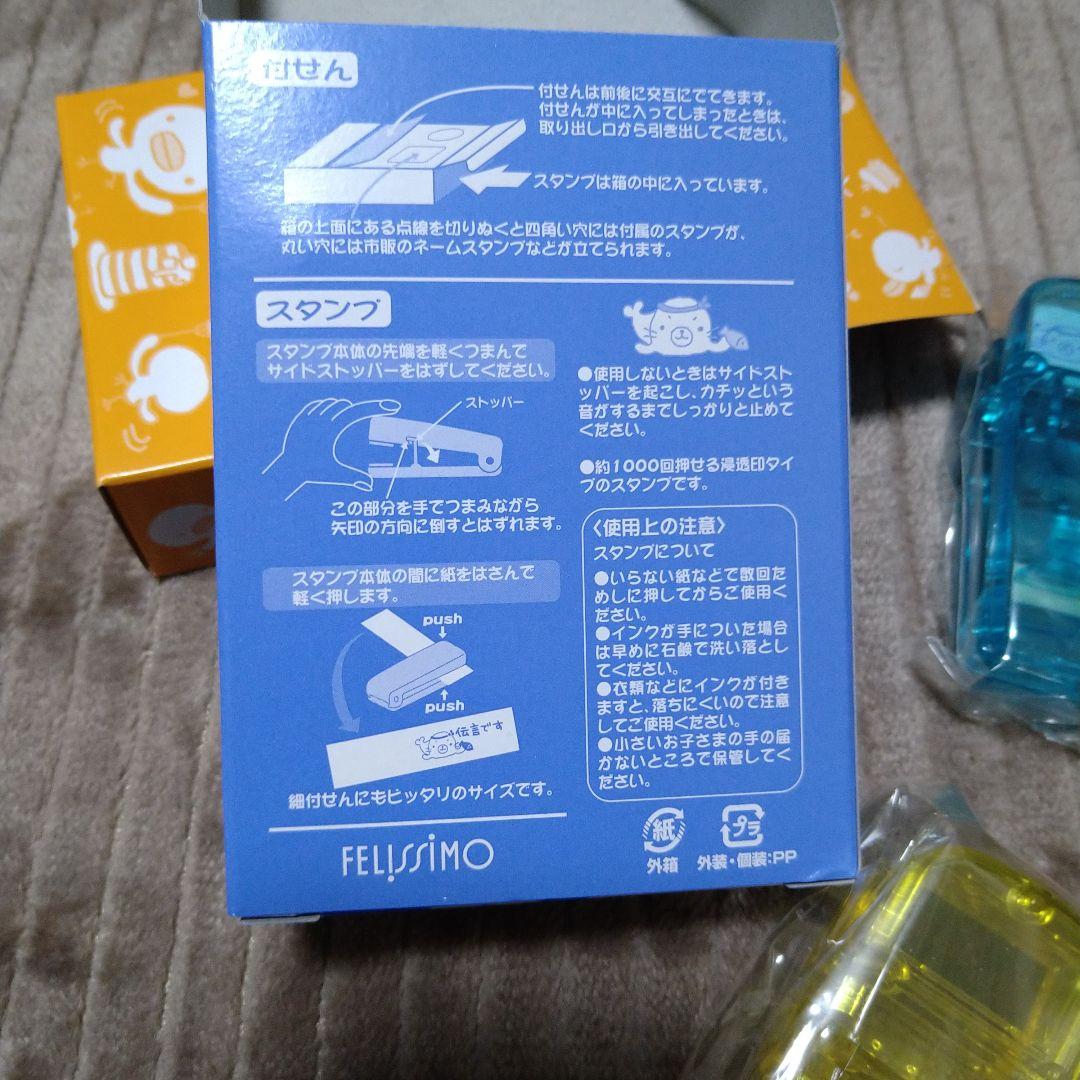 付せん
付せんは前後に交互にでてきます。
付せんが中に入ってしまったときは、
取り出し口から引き出してください。
スタンプは箱の中に入っています。
箱の上面にある点線を切りぬくと四角い穴には付属のスタンプが、
丸い穴には市販のネームスタンプなどが立てられます。
スタンプ
スタンプ本体の先端を軽くつまんで
サイドストッパーをはずしてください。
ストッパー
この部分を手でつまみながら
矢印の方向に倒すとはずれます。
スタンプ本体の間に紙をはさんで
軽く押します。
push
push
伝言です
細付せんにもピッタリのサイズです。
FELISSIMO
●使用しないときはサイドスト
ッパーを起こし、カチッという
音がするまでしっかりと止めて
ください。
●約1000回押せる浸透印タイ
プのスタンプです。
〈使用上の注意〉
スタンプについて
●いらない紙などで数回た
めしに押してからご使用く
ださい。
●インクが手についた場合
は早めに石鹸で洗い落とし
てください。
●衣類などにインクが付き
ますと、落ちにくいので注意
してご使用ください。
●小さいお子さまの手の届
かないところで保管してく
ださい。
紙
外箱
プラ
外装・個装:PP